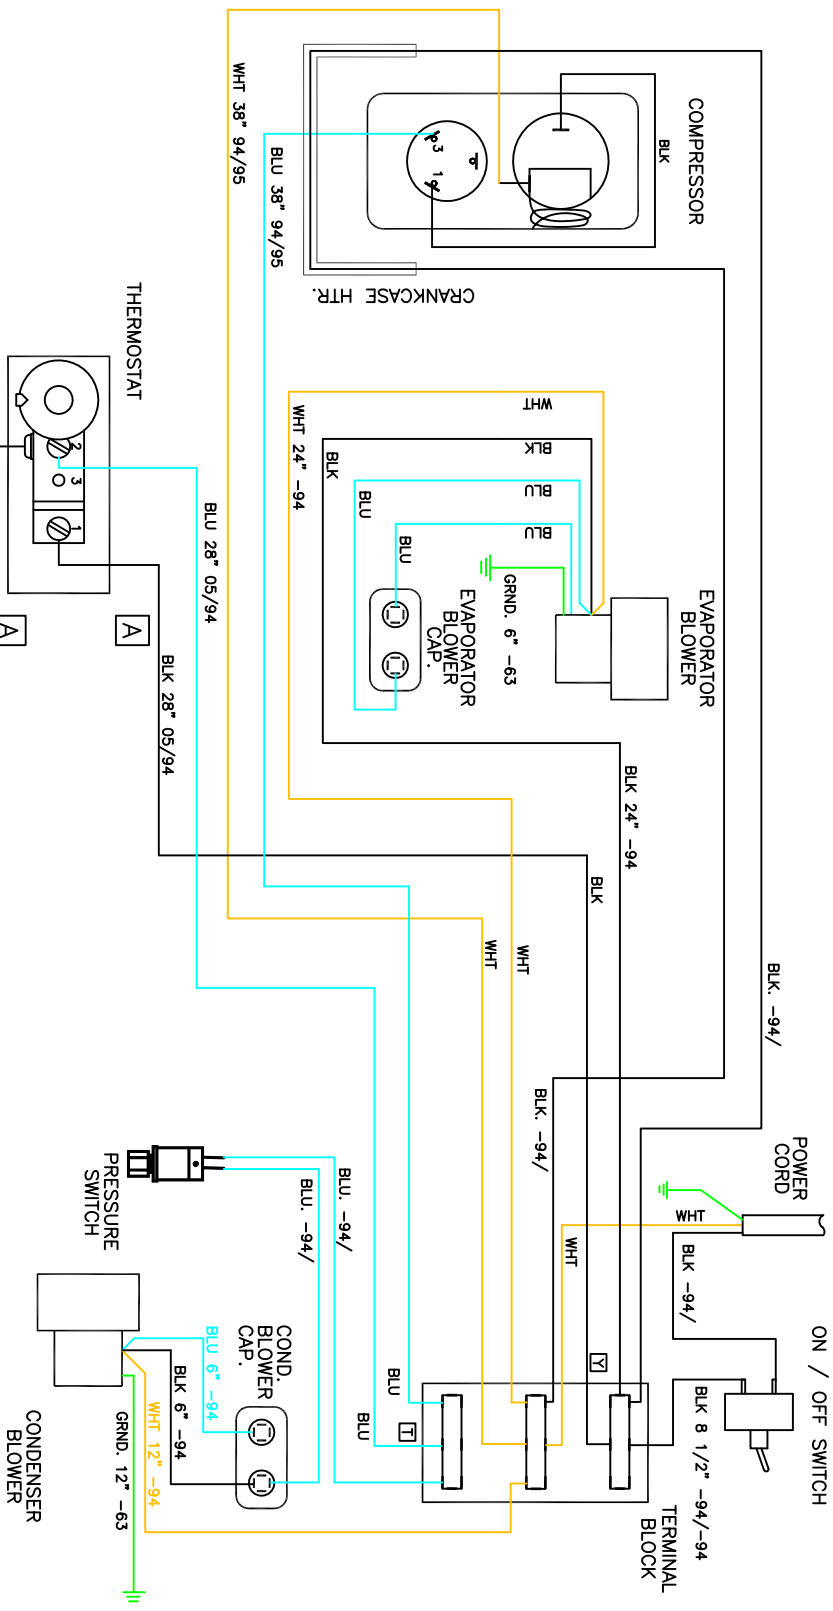 ON / OFF SWITCH
POWER
CORD
BLK. -94/
COMPRESSOR
BLK
EVAPORATOR
BLOWER
WHT
BLK -94/
BLK 8 1/2" -94/-94
TERMINAL
BLOCK
BLK 24" -94
BLK
Y
WHT
BLK. -94/
WHT
BLK
BLU
BLU
GRND. 6" -63
WHT
WHT
CRANKCASE HTR.
3
1
EVAPORATOR
BLOWER
CAP.
BLU
BLU
BLK
WHT 24" -94
BLU 38" 94/95
WHT 38" 94/95
T
BLU
BLU
BLU. -94/
BLU. -94/
COND.
BLOWER
CAP.
BLU 28" 05/94
BLK 28" 05/94
BLU 6" -94
BLK 6" -94
WHT 12" -94
GRND. 12" -63
THERMOSTAT
2
3
1
A
A
PRESSURE
SWITCH
CONDENSER
BLOWER